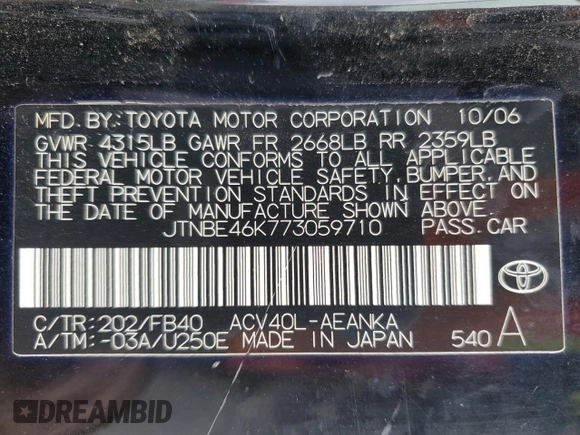 MFD. BY: TOYOTA MOTOR CORPORATION 10/06
GVWR 4315LB GAWR FR 2668LB RR 2359LB
THIS VEHICLE CONFORMS TO ALL APPLICABLE
FEDERAL MOTOR VEHICLE SAFETY, BUMPER, AND
THEFT PREVENTION STANDARDS IN EFFECT ON
THE DATE OF MANUFACTURE SHOWN ABOVE.
JTNBE46K773059710 PASS. CAR
C/TR: 202/FB40 ACV40L-AEANKA
A/TM: -03A/U250E MADE IN JAPAN 540 A
DREAMBID